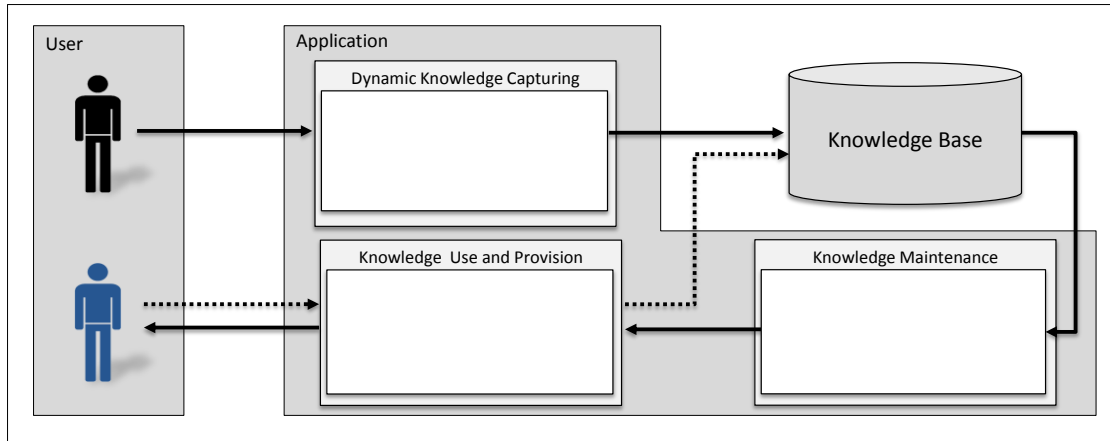 User
Application
Dynamic Knowledge Capturing
Knowledge Base
Knowledge Use and Provision
Knowledge Maintenance